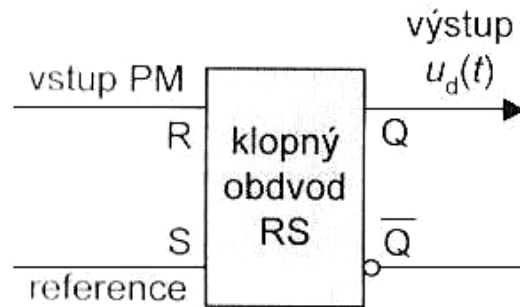 výstup
u_d(t)
vstup PM
R
Q
klopný
obdvod
RS
S
Q̅
reference